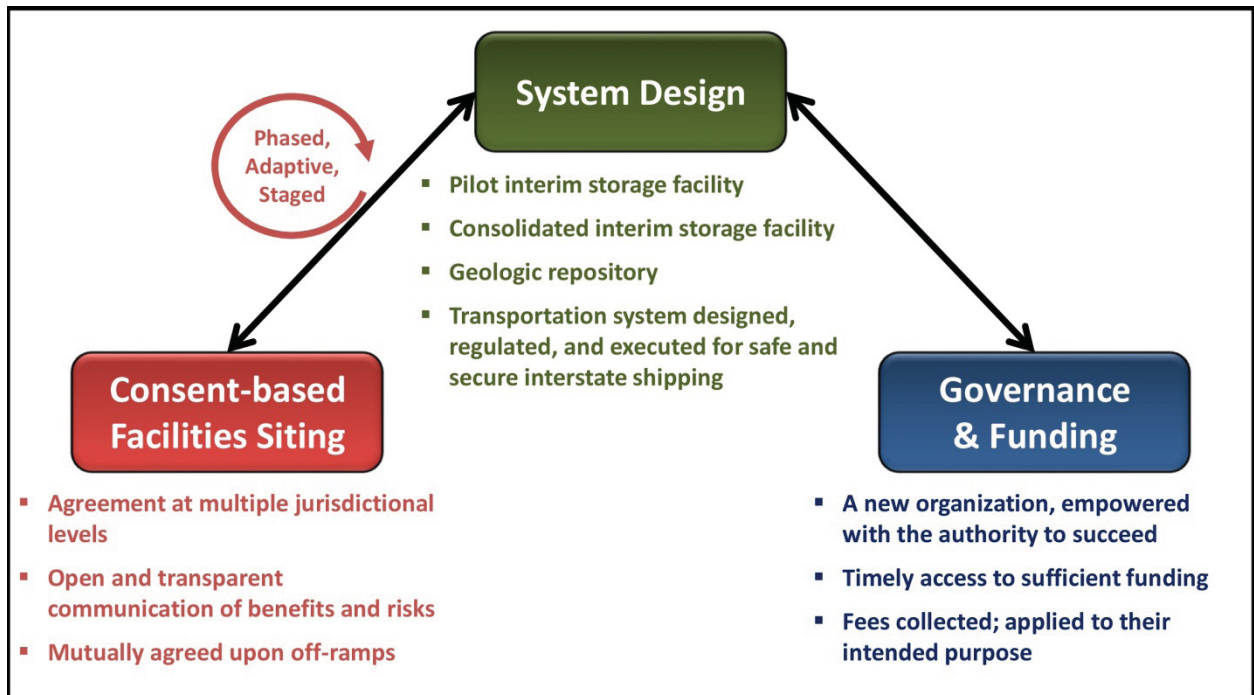 System Design
Phased,
Adaptive,
Staged
▪ Pilot interim storage facility
▪ Consolidated interim storage facility
▪ Geologic repository
▪ Transportation system designed,
regulated, and executed for safe and
secure interstate shipping
Consent-based
Facilities Siting
▪ Agreement at multiple jurisdictional
levels
▪ Open and transparent
communication of benefits and risks
▪ Mutually agreed upon off-ramps
Governance
& Funding
▪ A new organization, empowered
with the authority to succeed
▪ Timely access to sufficient funding
▪ Fees collected; applied to their
intended purpose